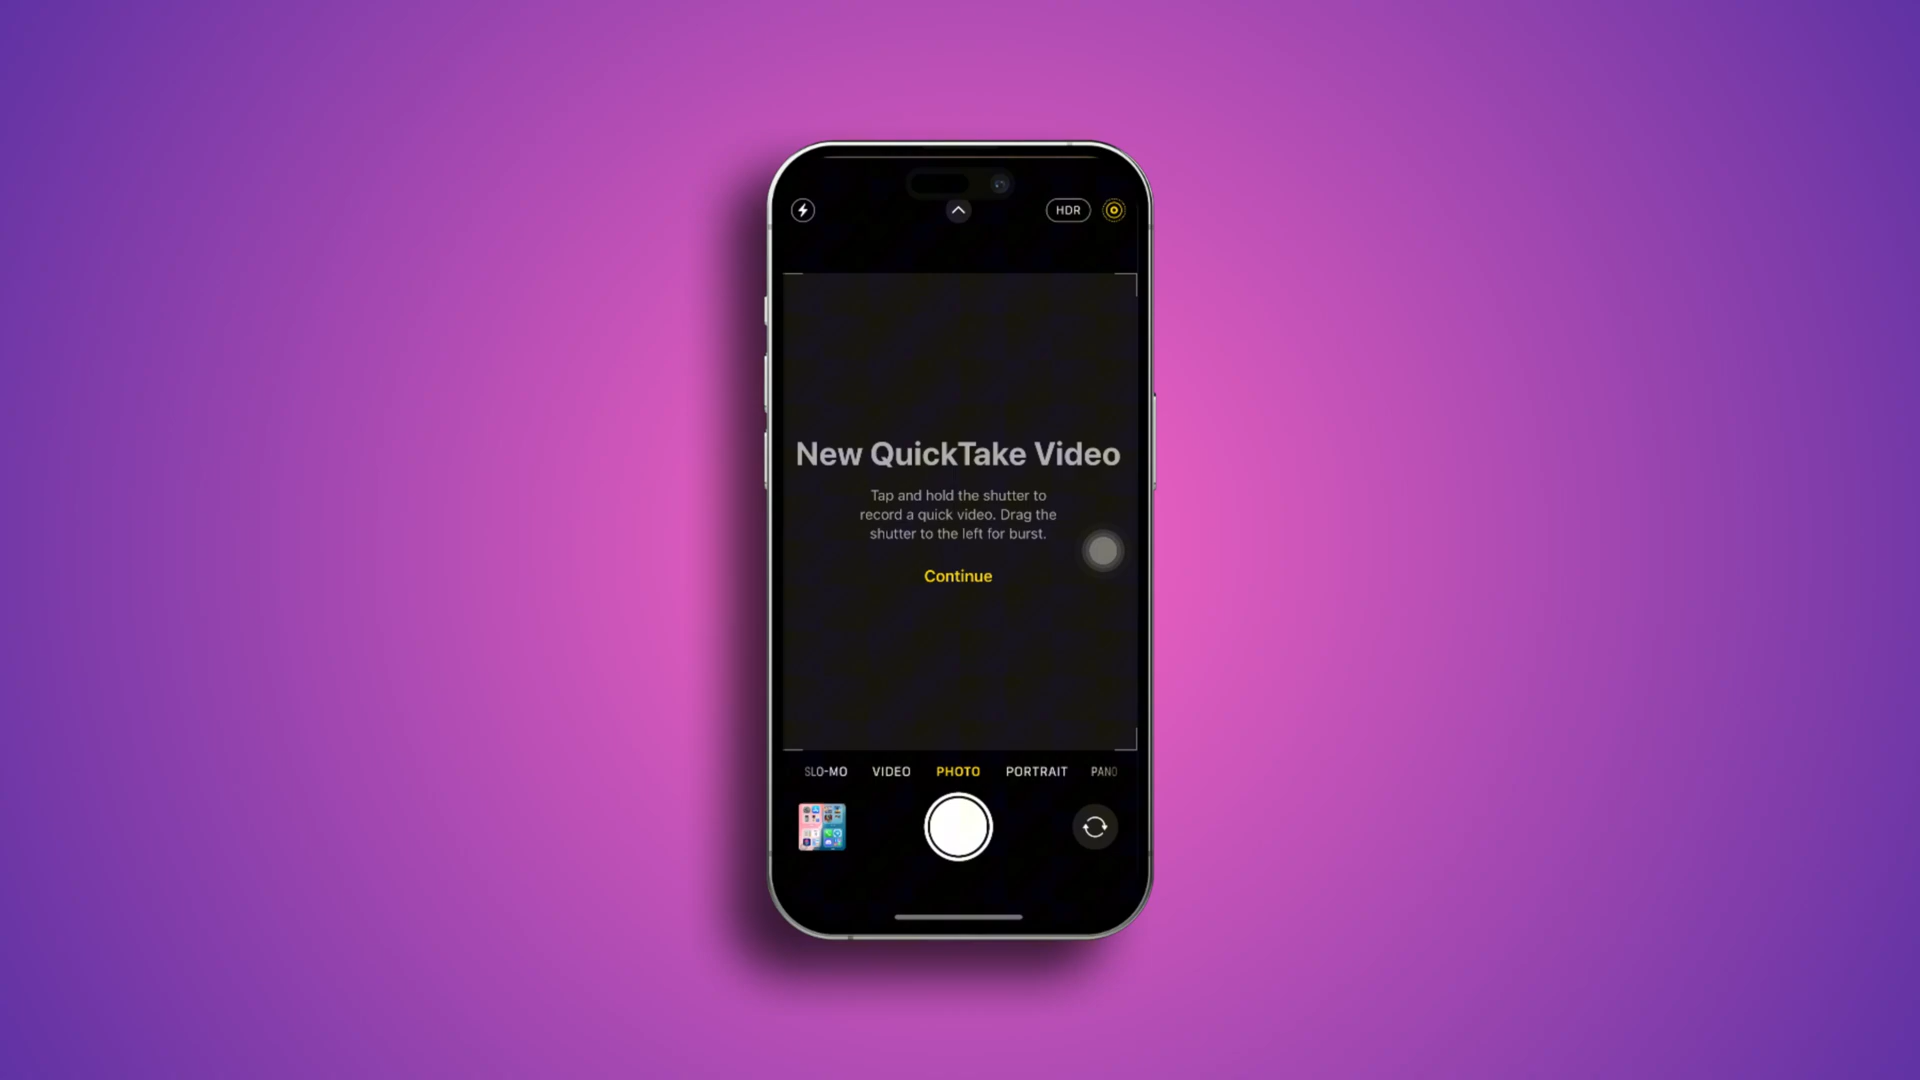 HDR
New QuickTake Video
Tap and hold the shutter to
record a quick video. Drag the
shutter to the left for burst.
Continue
SLO-MO VIDEO PHOTO PORTRAIT PANO